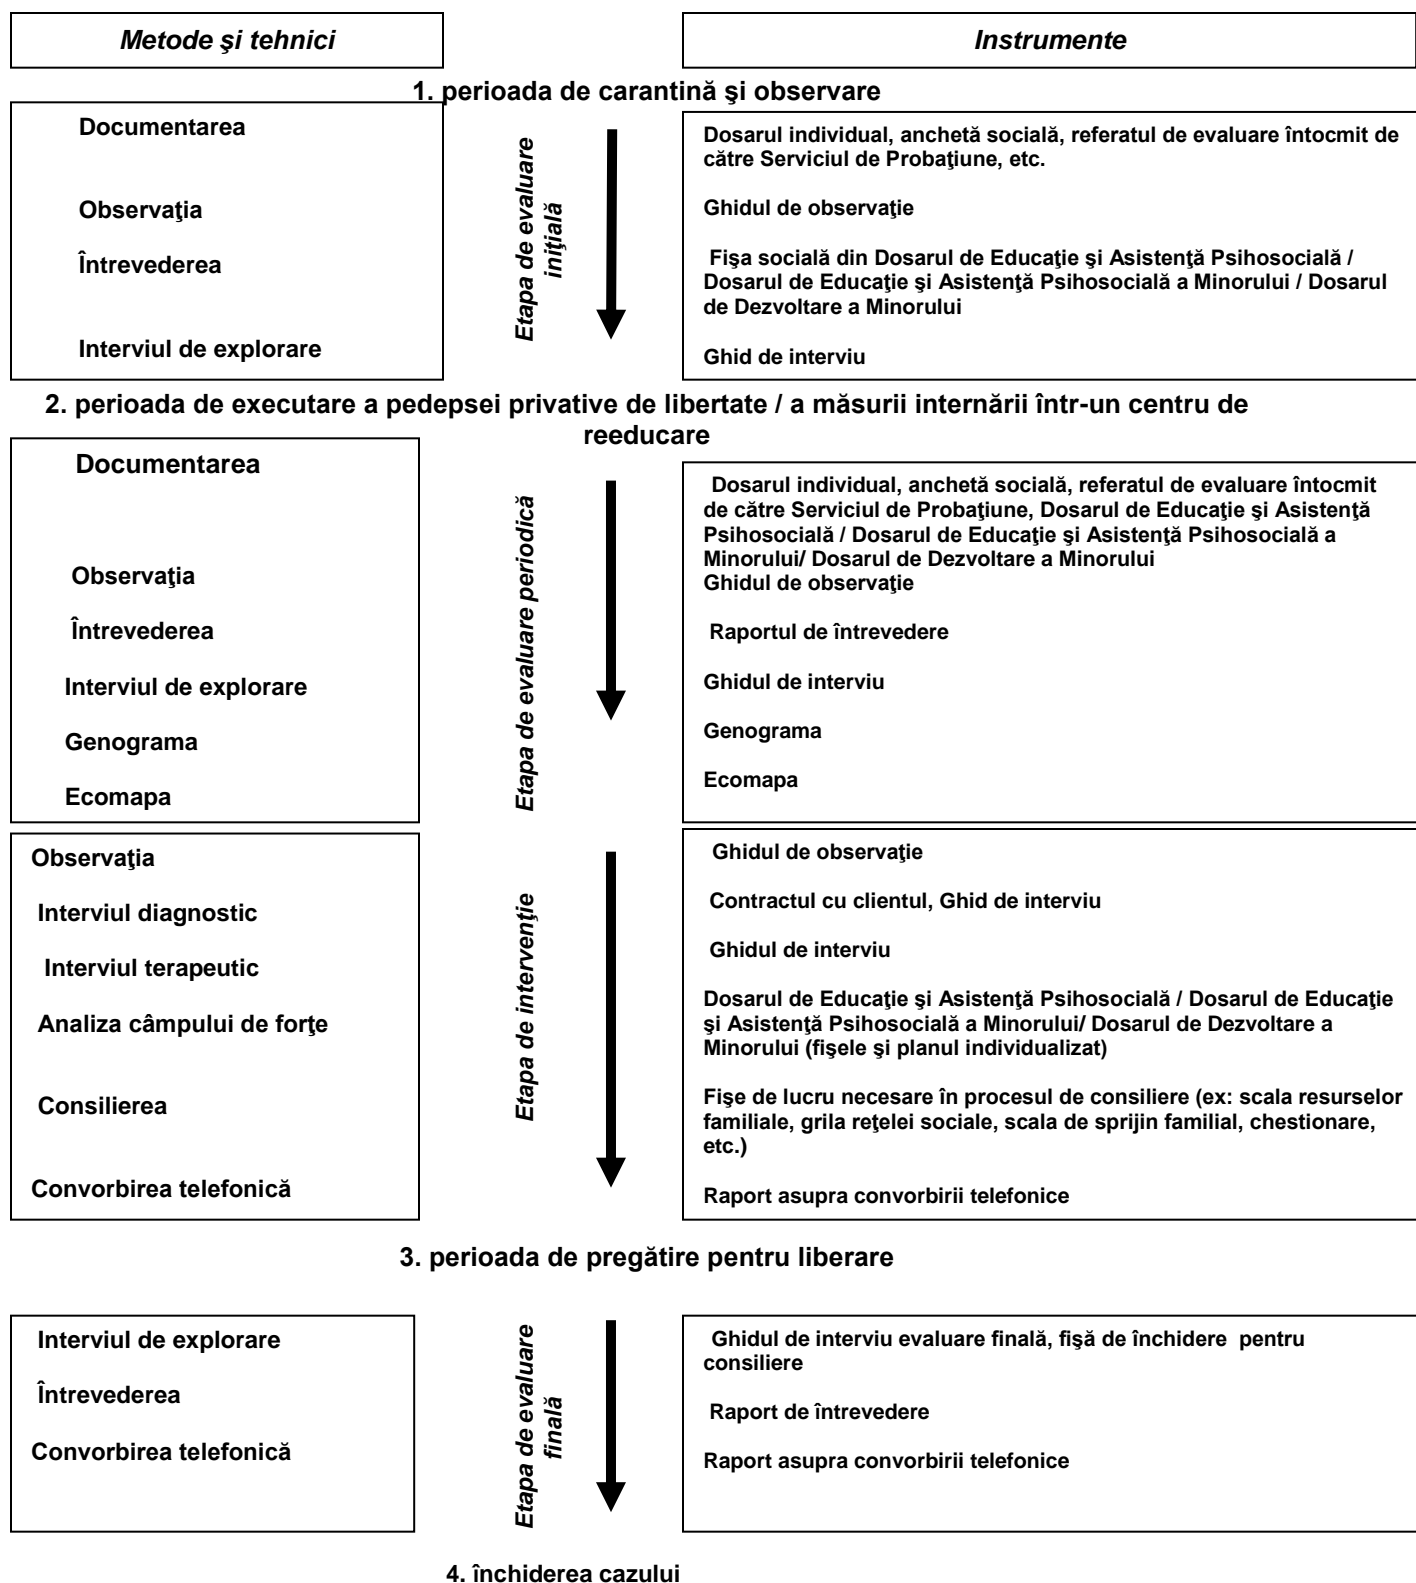 Metode şi tehnici
Instrumente
1. perioada de carantină şi observare
Documentarea
Observaţia
Întrevederea
Interviul de explorare
Etapa de evaluare
iniţială
Dosarul individual, anchetă socială, referatul de evaluare întocmit de
către Serviciul de Probaţiune, etc.
Ghidul de observaţie
Fişa socială din Dosarul de Educaţie şi Asistenţă Psihosocială /
Dosarul de Educaţie şi Asistenţă Psihosocială a Minorului / Dosarul
de Dezvoltare a Minorului
Ghid de interviu
2. perioada de executare a pedepsei privative de libertate / a măsurii internării într-un centru de
reeducare
Documentarea
Observaţia
Întrevederea
Interviul de explorare
Genograma
Ecomapa
Etapa de evaluare periodică
Dosarul individual, anchetă socială, referatul de evaluare întocmit
de către Serviciul de Probaţiune, Dosarul de Educaţie şi Asistenţă
Psihosocială / Dosarul de Educaţie şi Asistenţă Psihosocială a
Minorului/ Dosarul de Dezvoltare a Minorului
Ghidul de observaţie
Raportul de întrevedere
Ghidul de interviu
Genograma
Ecomapa
Observaţia
Interviul diagnostic
Interviul terapeutic
Analiza câmpului de forţe
Consilierea
Convorbirea telefonică
Etapa de intervenţie
Ghidul de observaţie
Contractul cu clientul, Ghid de interviu
Ghidul de interviu
Dosarul de Educaţie şi Asistenţă Psihosocială / Dosarul de Educaţie
şi Asistenţă Psihosocială a Minorului/ Dosarul de Dezvoltare a
Minorului (fişele şi planul individualizat)
Fişe de lucru necesare în procesul de consiliere (ex: scala resurselor
familiale, grila reţelei sociale, scala de sprijin familial, chestionare,
etc.)
Raport asupra convorbirii telefonice
3. perioada de pregătire pentru liberare
Interviul de explorare
Întrevederea
Convorbirea telefonică
Etapa de evaluare
finală
Ghidul de interviu evaluare finală, fişă de închidere pentru
consiliere
Raport de întrevedere
Raport asupra convorbirii telefonice
4. închiderea cazului